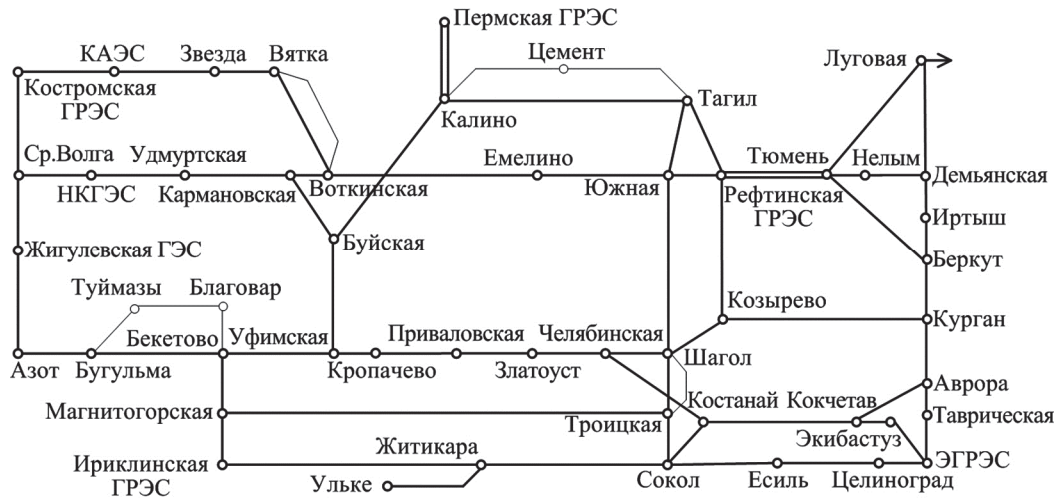 Пермская ГРЭС
КАЭС
Звезда
Вятка
Цемент
Луговая
Костромская
ГРЭС
Калино
Тагил
Ср.Волга
Удмуртская
Емелино
Тюмень
Нелым
НКГЭС
Кармановская
Воткинская
Южная
Рефтинская
ГРЭС
Демьянская
Иртыш
Жигулевская ГЭС
Буйская
Беркут
Туймазы
Благовар
Козырево
Бекетово
Уфимская
Приваловская
Челябинская
Курган
Азот
Бугульма
Кропачево
Златоуст
Шагол
Магнитогорская
Троицкая
Костанай
Кокчетав
Аврора
Таврическая
Экибастуз
Житикара
Ириклинская
ГРЭС
Ульке
Сокол
Есиль
Целиноград
ЭГРЭС